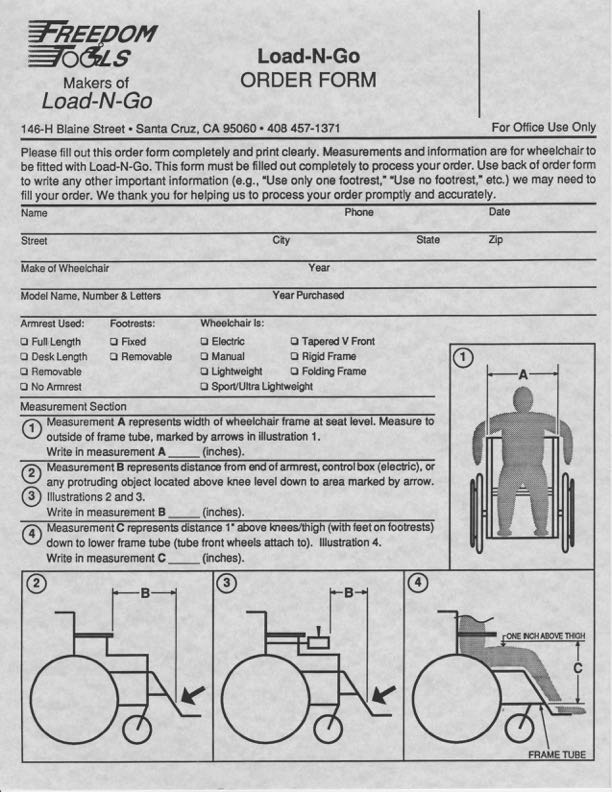 FREEDOM
TOOLS
Makers of
Load-N-Go
Load-N-Go
ORDER FORM
146-H Blaine Street • Santa Cruz, CA 95060 • 408 457-1371
For Office Use Only
Please fill out this order form completely and print clearly. Measurements and information are for wheelchair to
be fitted with Load-N-Go. This form must be filled out completely to process your order. Use back of order form
to write any other important information (e.g., "Use only one footrest," "Use no footrest," etc.) we may need to
fill your order. We thank you for helping us to process your order promptly and accurately.
Name Phone Date
Street City State Zip
Make of Wheelchair Year
Model Name, Number & Letters Year Purchased
Armrest Used: Footrests: Wheelchair Is:
❏ Full Length ❏ Fixed ❏ Electric ❏ Tapered V Front
❏ Desk Length ❏ Removable ❏ Manual ❏ Rigid Frame
❏ Removable ❏ Lightweight ❏ Folding Frame
❏ No Armrest ❏ Sport/Ultra Lightweight
Measurement Section
1 Measurement A represents width of wheelchair frame at seat level. Measure to
outside of frame tube, marked by arrows in illustration 1.
Write in measurement A _____ (inches).
2 Measurement B represents distance from end of armrest, control box (electric), or
any protruding object located above knee level down to area marked by arrow.
3 Illustrations 2 and 3.
Write in measurement B _____ (inches).
4 Measurement C represents distance 1" above knees/thigh (with feet on footrests)
down to lower frame tube (tube front wheels attach to). Illustration 4.
Write in measurement C _____ (inches).
1
A
2
B
3
B
4
ONE INCH ABOVE THIGH
C
FRAME TUBE